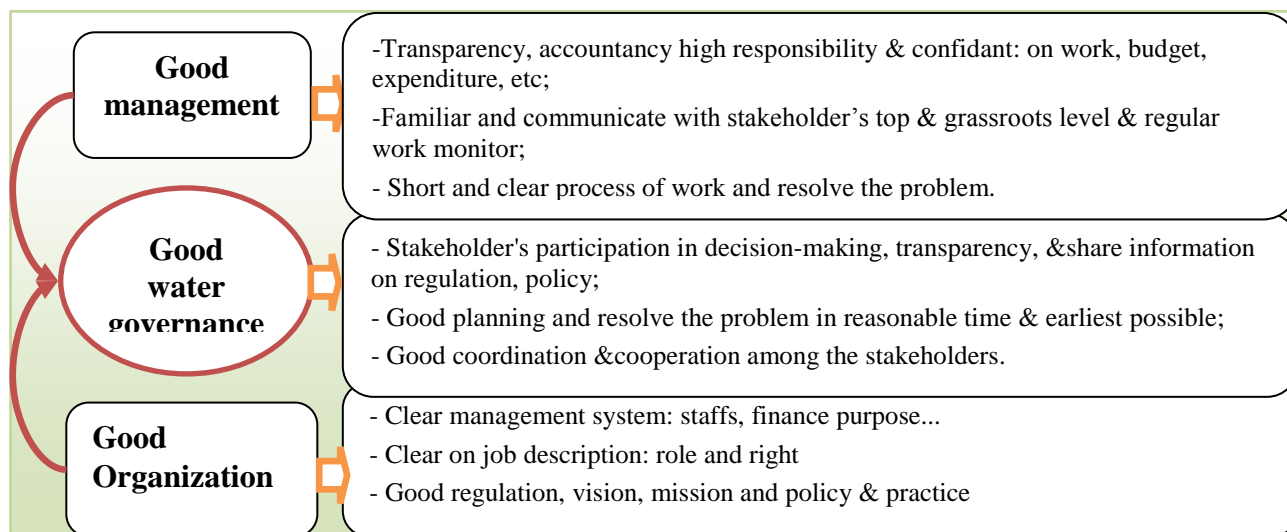 Good
management
-Transparency, accountancy high responsibility & confidant: on work, budget,
expenditure, etc;
-Familiar and communicate with stakeholder’s top & grassroots level & regular
work monitor;
- Short and clear process of work and resolve the problem.
Good
water
governance
- Stakeholder's participation in decision-making, transparency, &share information
on regulation, policy;
- Good planning and resolve the problem in reasonable time & earliest possible;
- Good coordination &cooperation among the stakeholders.
Good
Organization
- Clear management system: staffs, finance purpose...
- Clear on job description: role and right
- Good regulation, vision, mission and policy & practice